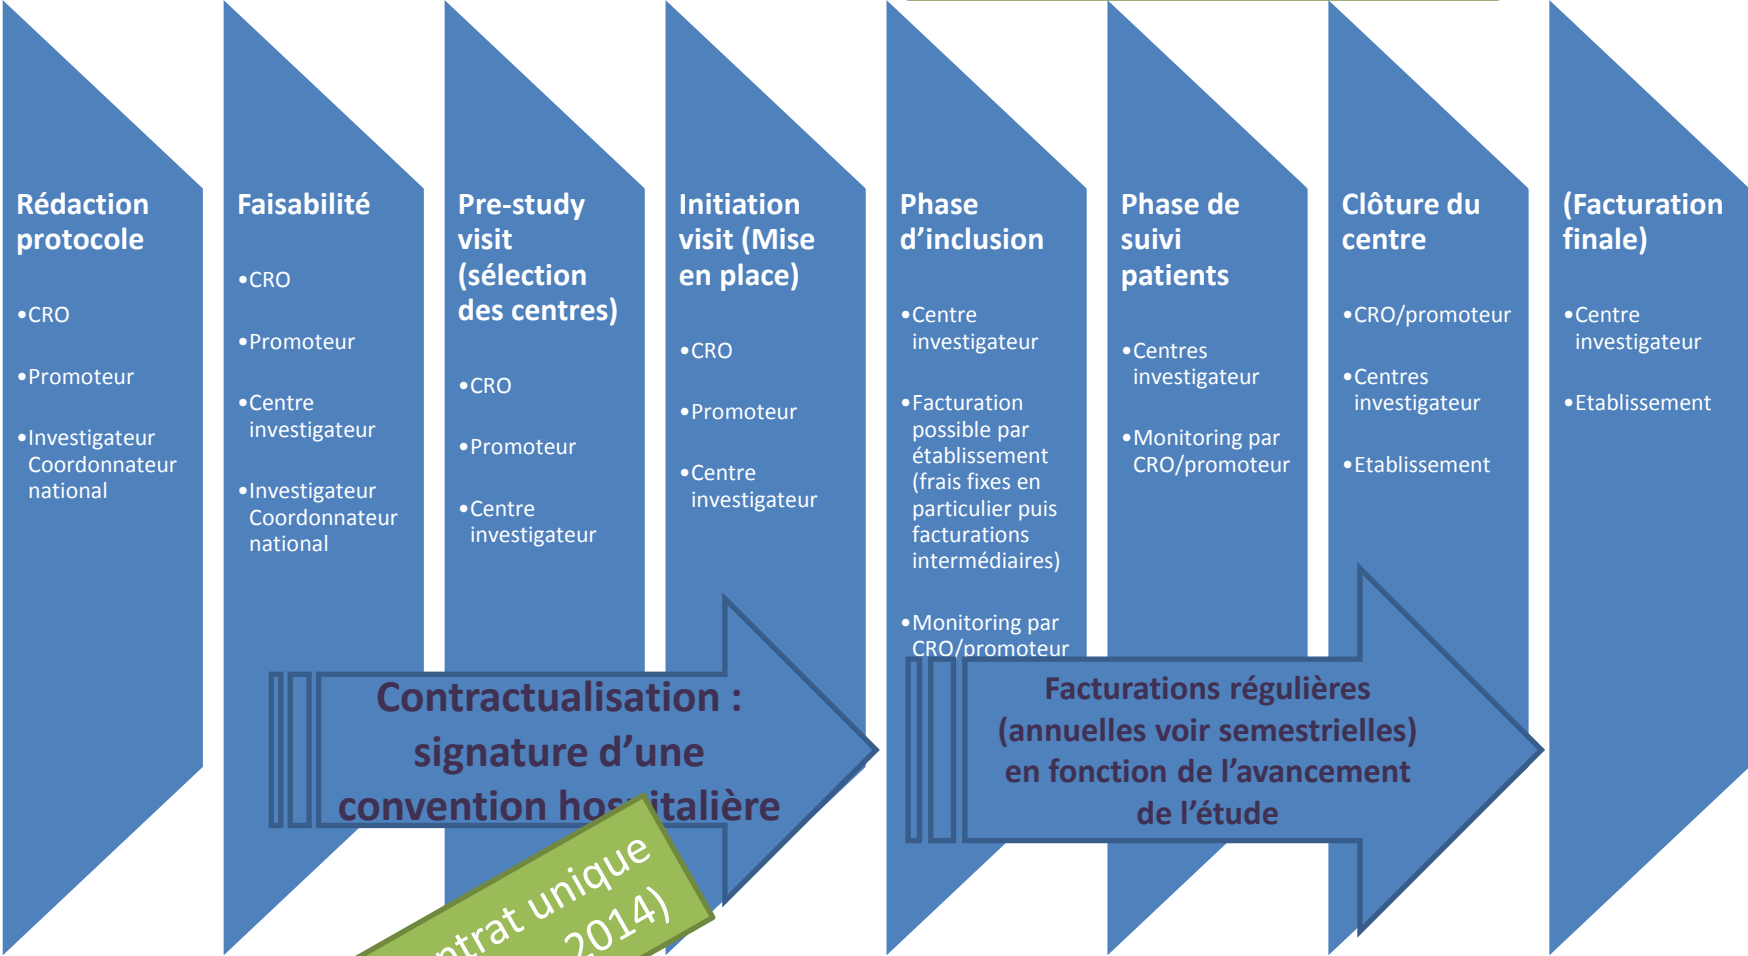 Rédaction
protocole
•CRO
•Promoteur
•Investigateur
Coordonnateur
national
Faisabilité
•CRO
•Promoteur
•Centre
investigateur
•Investigateur
Coordonnateur
national
Pre-study
visit
(sélection
des centres)
•CRO
•Promoteur
•Centre
investigateur
Initiation
visit (Mise
en place)
•CRO
•Promoteur
•Centre
investigateur
Phase
d’inclusion
•Centre
investigateur
•Facturation
possible par
établissement
(frais fixes en
particulier puis
facturations
intermédiaires)
•Monitoring par
CRO/promoteur
Phase de
suivi
patients
•Centres
investigateur
•Monitoring par
CRO/promoteur
Clôture du
centre
•CRO/promoteur
•Centres
investigateur
•Etablissement
(Facturation
finale)
•Centre
investigateur
•Etablissement
Contractualisation :
signature d’une
convention hospitalière
unique
2014)
Facturations régulières
(annuelles voir semestrielles)
en fonction de l’avancement
de l’étude